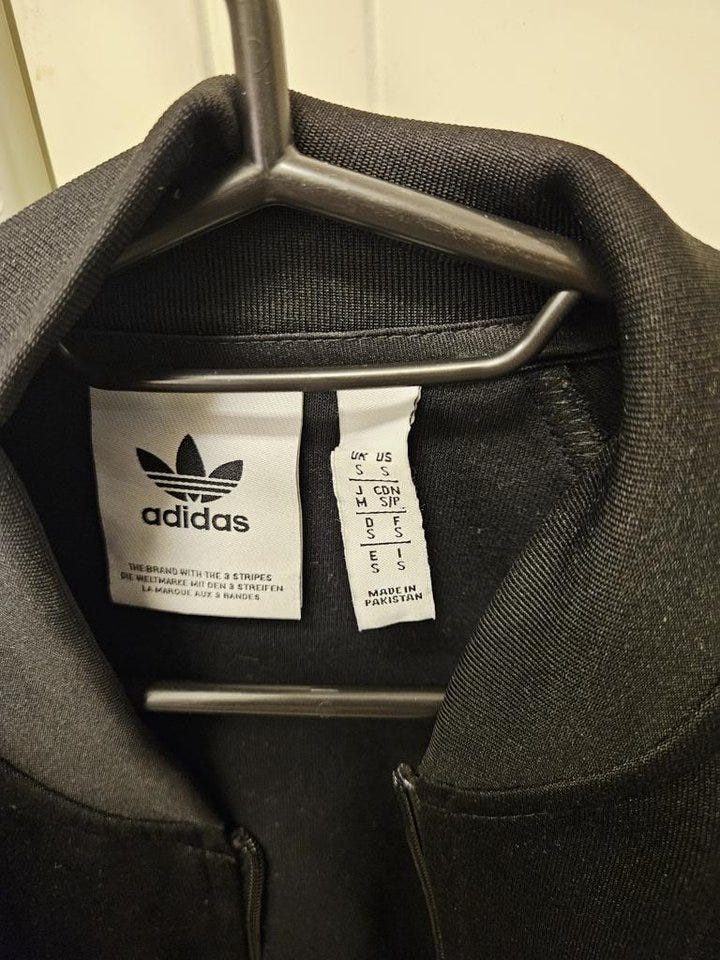 adidas
THE BRAND WITH THE 3 STRIPES
DIE WELTMARKE MIT DEN 3 STREIFEN
LA MARQUE AUX 3 BANDES
UK US
S S
J CDN
M S/P
D F
S S
E I
S S
MADE IN
PAKISTAN